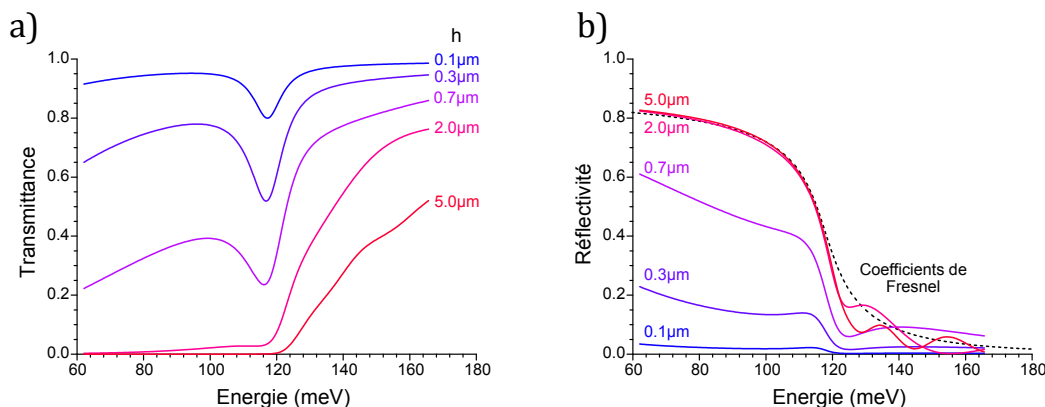 a)
h
1.0
0.8
0.6
0.4
0.2
0.0
Transmittance
0.1µm
0.3µm
0.7µm
2.0µm
5.0µm
60 80 100 120 140 160 180
Energie (meV)
b)
1.0
0.8
0.6
0.4
0.2
0.0
Réflectivité
5.0µm
2.0µm
0.7µm
0.3µm
0.1µm
Coefficients de
Fresnel
60 80 100 120 140 160 180
Energie (meV)